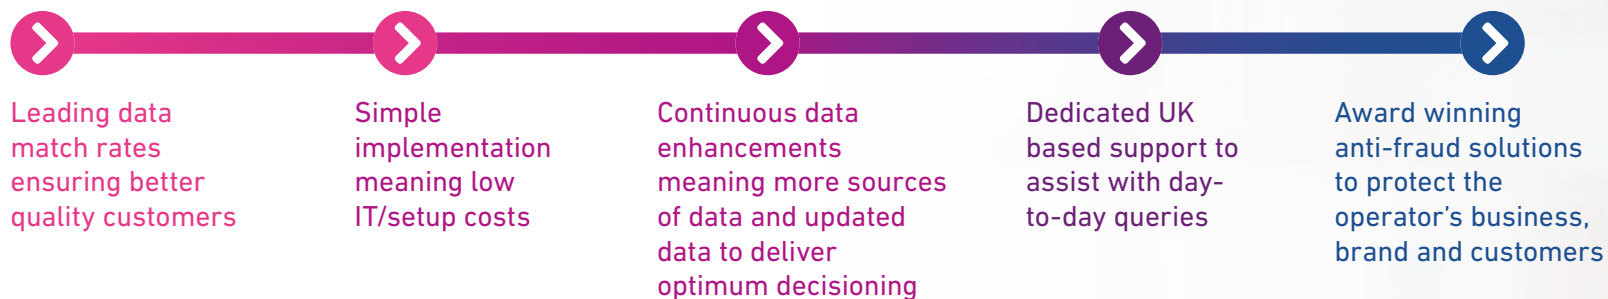 Leading data
match rates
ensuring better
quality customers
Simple
implementation
meaning low
IT/setup costs
Continuous data
enhancements
meaning more sources
of data and updated
data to deliver
optimum decisioning
Dedicated UK
based support to
assist with day-
to-day queries
Award winning
anti-fraud solutions
to protect the
operator’s business,
brand and customers